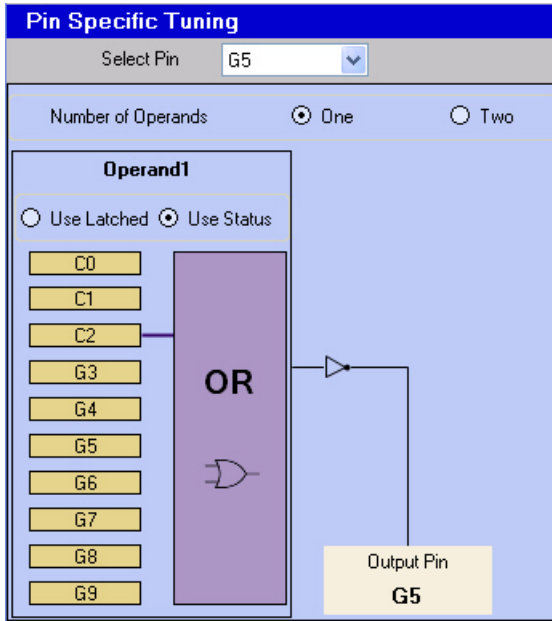 Pin Specific Tuning
Select Pin G5
Number of Operands One Two
Operand1
Use Latched Use Status
C0
C1
C2
G3
G4
G5
G6
G7
G8
G9
OR
Output Pin
G5